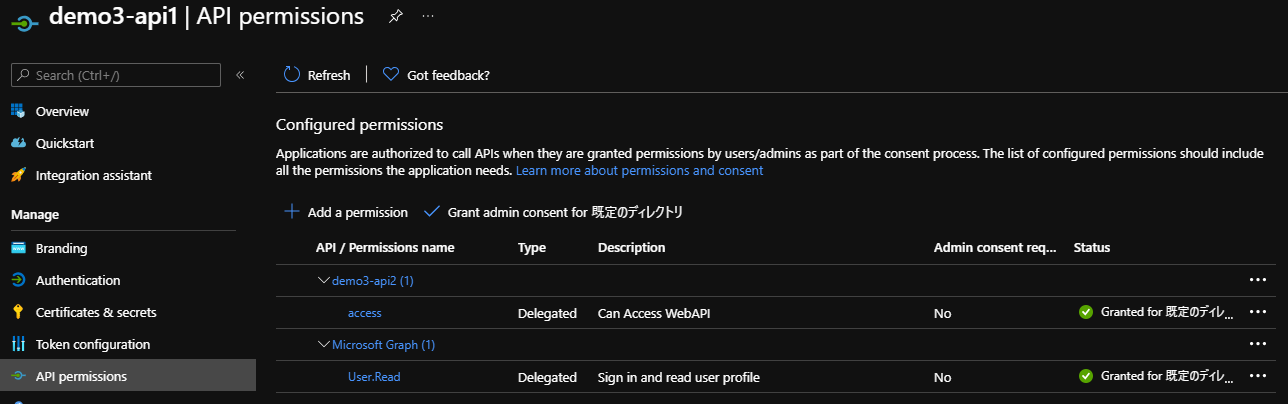 demo3-api1 | API permissions
Search (Ctrl+/)
Overview
Quickstart
Integration assistant
Manage
Branding
Authentication
Certificates & secrets
Token configuration
API permissions
Refresh
Got feedback?
Configured permissions
Applications are authorized to call APIs when they are granted permissions by users/admins as part of the consent process. The list of configured permissions should include
all the permissions the application needs. Learn more about permissions and consent
Add a permission
Grant admin consent for 既定のディレクトリ
API / Permissions name Type Description Admin consent req... Status
demo3-api2 (1)
access Delegated Can Access WebAPI No Granted for 既定のディレ...
Microsoft Graph (1)
User.Read Delegated Sign in and read user profile No Granted for 既定のディレ...